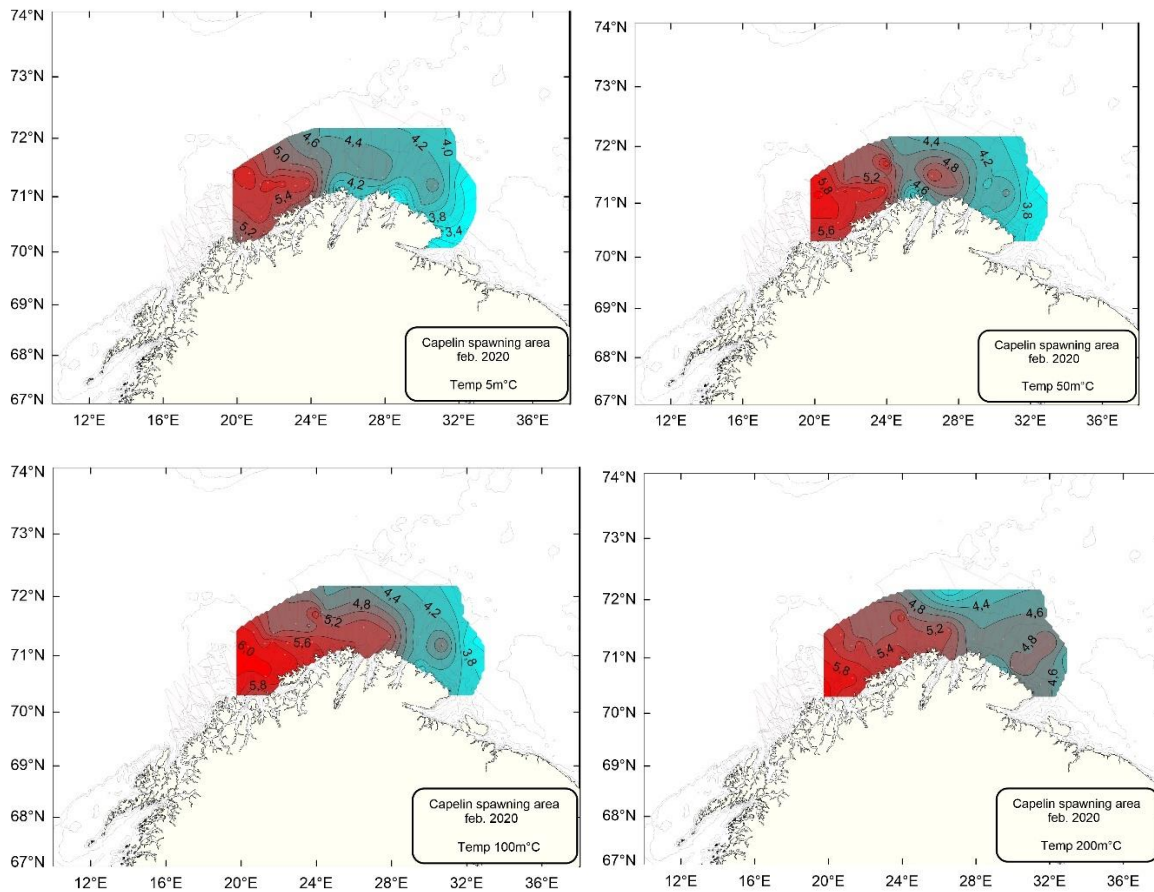 74°N
73°N
72°N
71°N
70°N
69°N
68°N
67°N
12°E 16°E 20°E 24°E 28°E 32°E 36°E
5,0
4,6
4,4
4,2
4,0
5,4
4,2
5,2
3,8
3,4
Capelin spawning area
feb. 2020
Temp 5m°C
74°N
73°N
72°N
71°N
70°N
69°N
68°N
67°N
12°E 16°E 20°E 24°E 28°E 32°E 36°E
4,4
4,2
5,2
4,8
5,8
4,6
5,6
3,8
Capelin spawning area
feb. 2020
Temp 50m°C
74°N
73°N
72°N
71°N
70°N
69°N
68°N
67°N
12°E 16°E 20°E 24°E 28°E 32°E 36°E
4,4
4,8
4,2
5,2
5,6
6,0
3,8
5,8
Capelin spawning area
feb. 2020
Temp 100m°C
74°N
73°N
72°N
71°N
70°N
69°N
68°N
67°N
12°E 16°E 20°E 24°E 28°E 32°E 36°E
4,8
4,4
4,6
5,2
4,8
5,4
5,8
4,6
Capelin spawning area
feb. 2020
Temp 200m°C